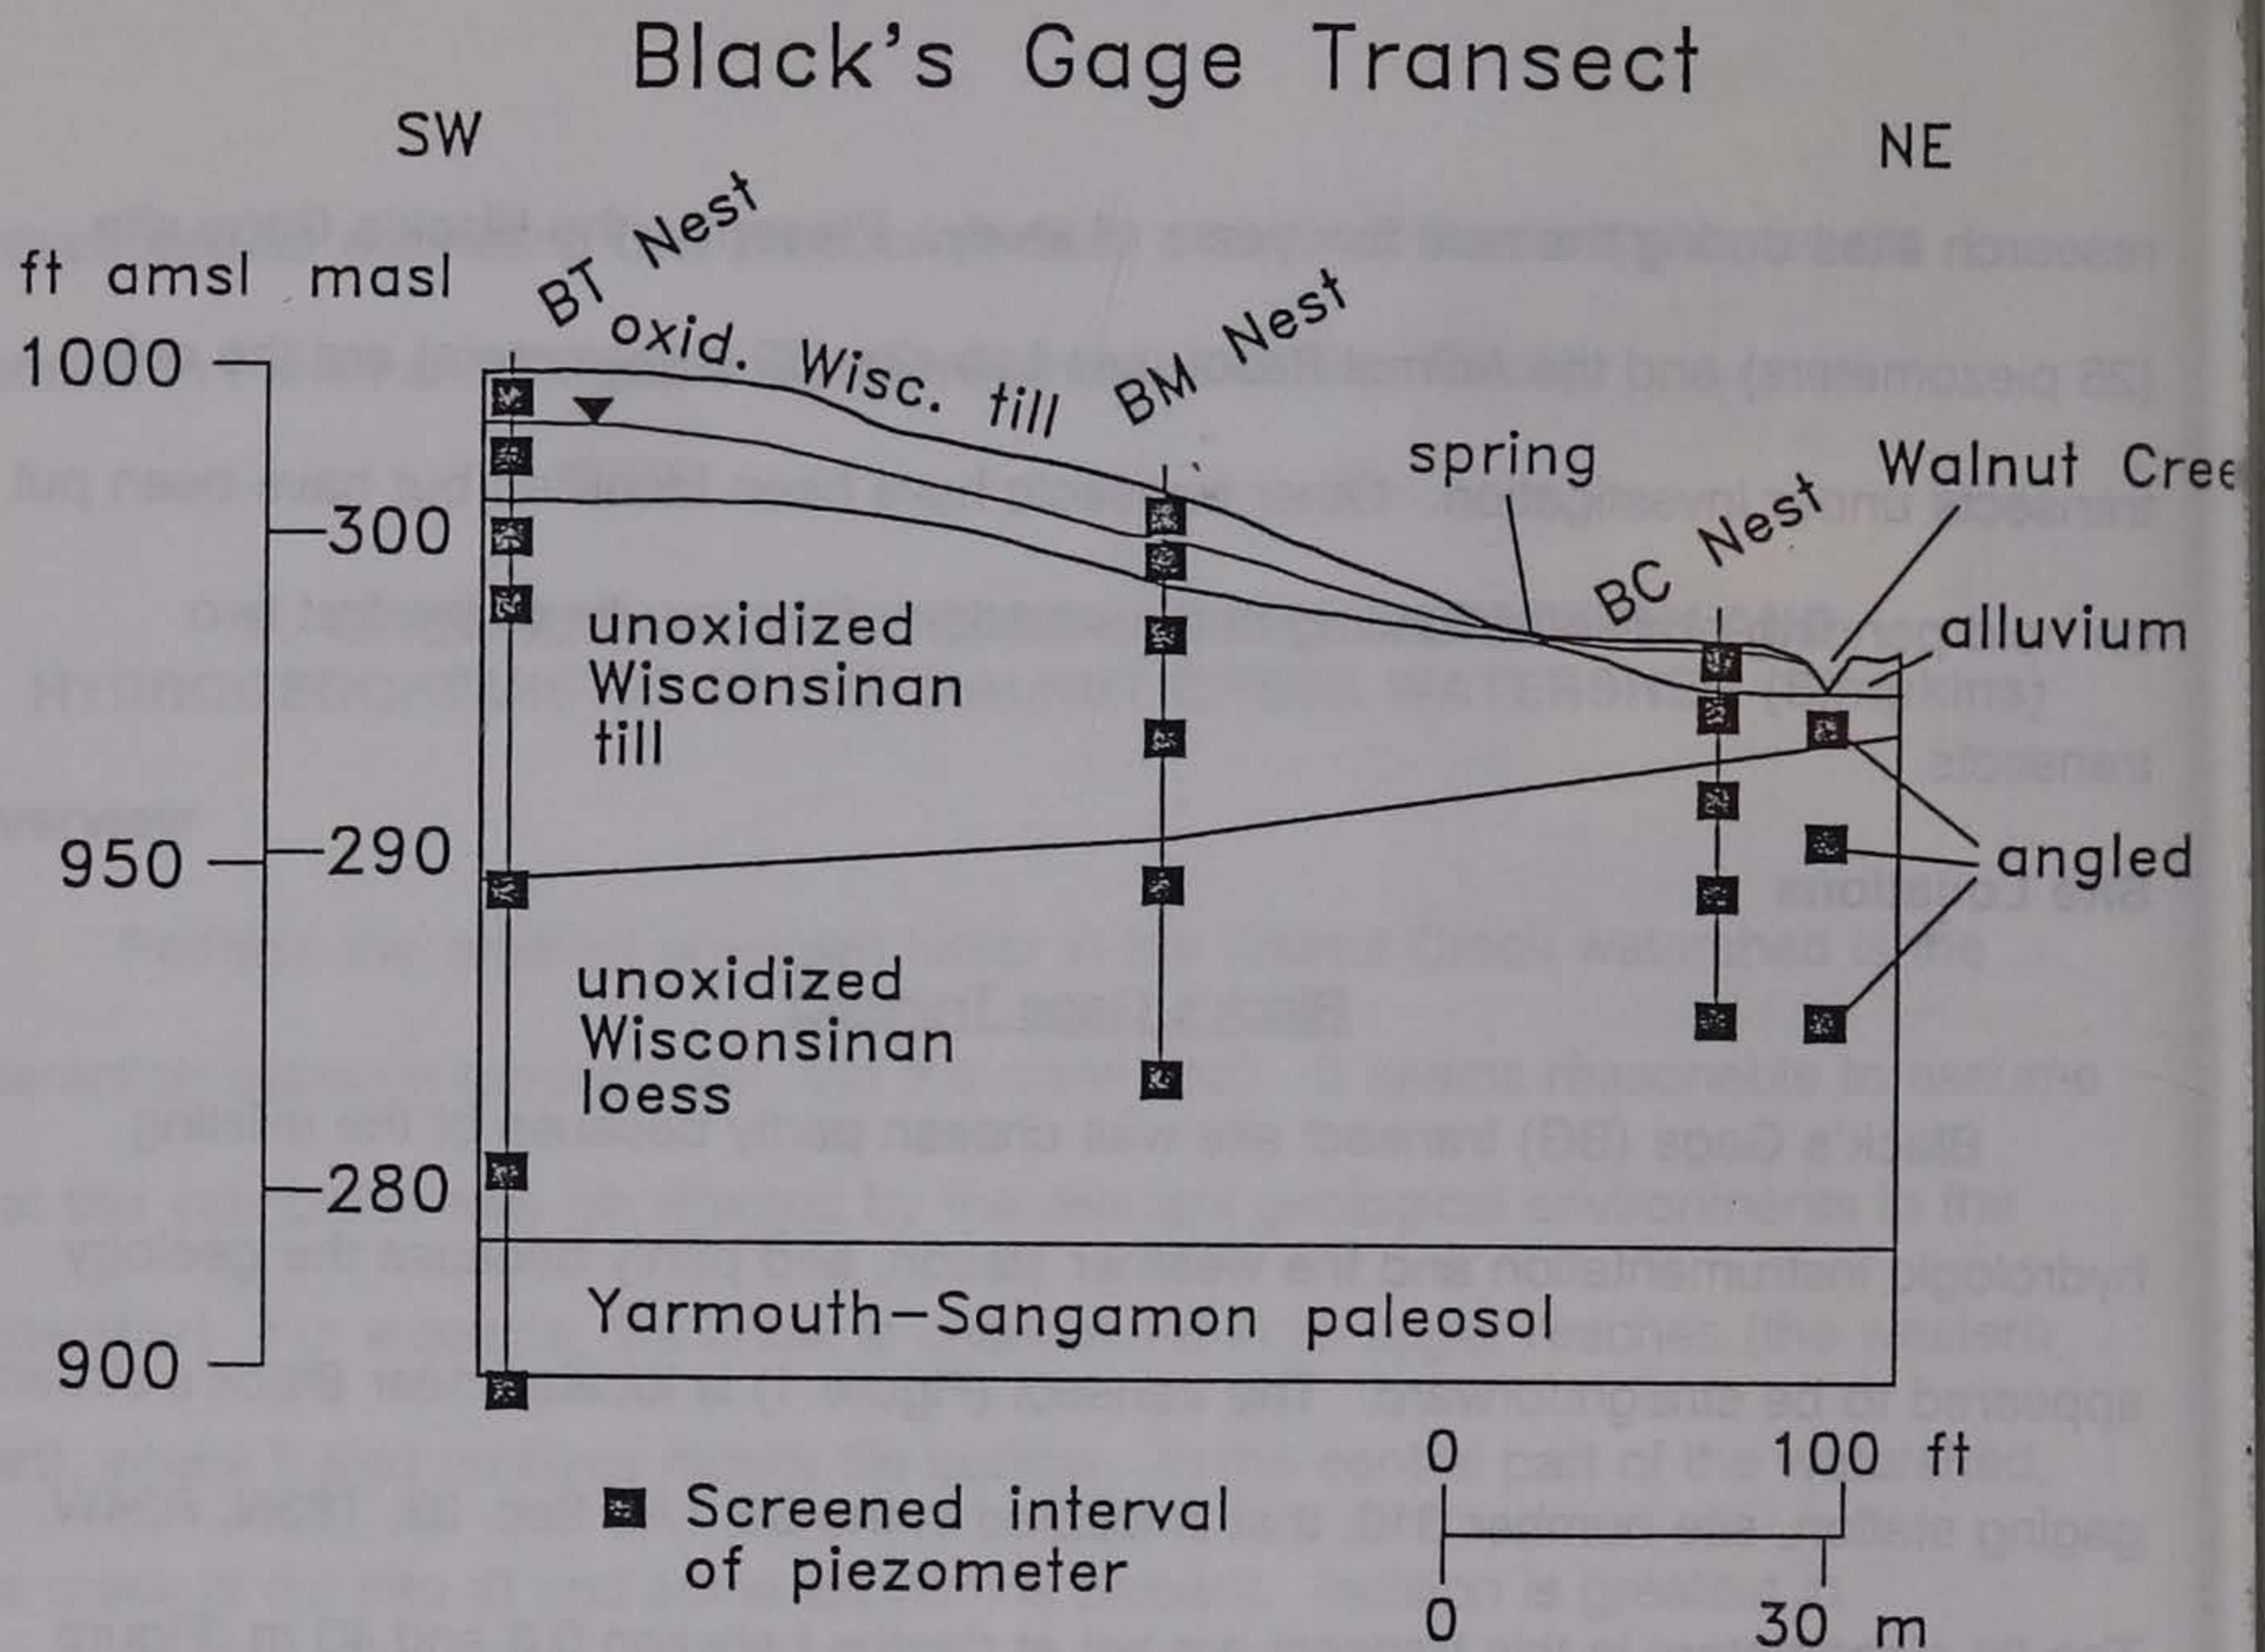 Black's Gage Transect
SW
NE
ft amsl masl
BT Nest
oxid. Wisc. till
BM Nest
1000
spring
Walnut Cree
300
BC Nest
alluvium
unoxidized
Wisconsinan
till
950
290
angled
unoxidized
Wisconsinan
loess
280
Yarmouth-Sangamon paleosol
900
0
100 ft
Screened interval
of piezometer
0
30 m